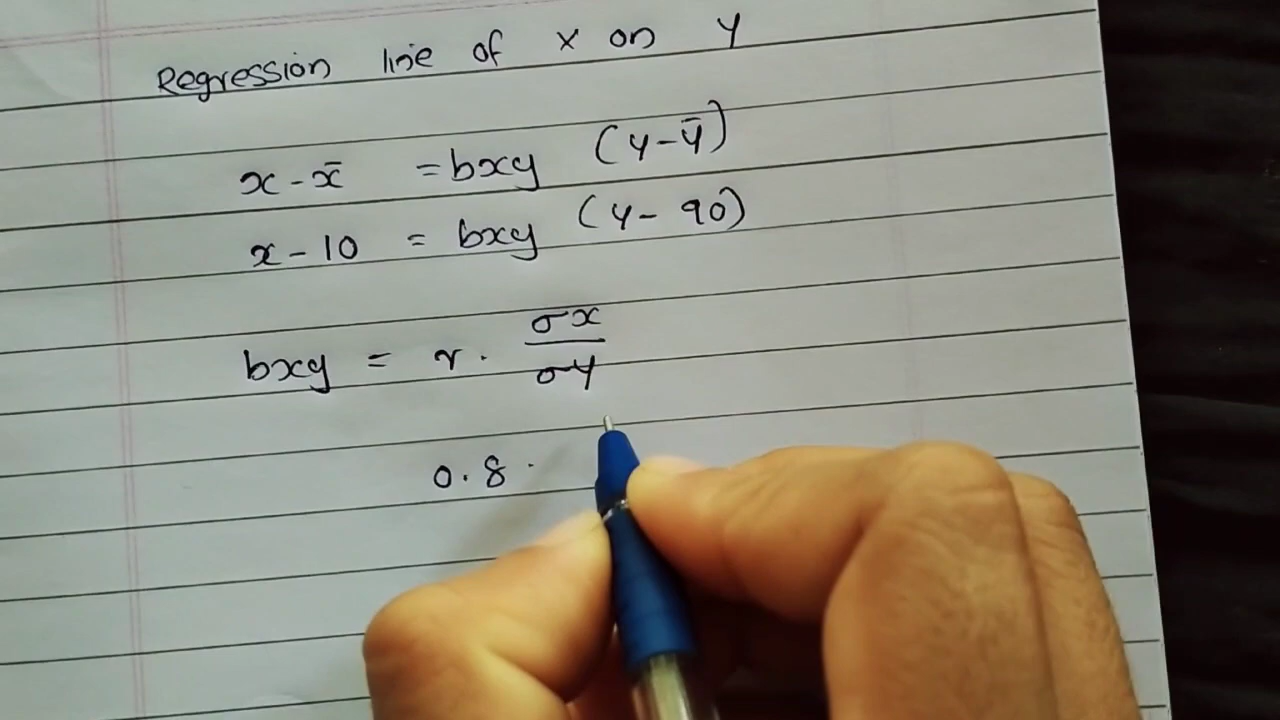 Regression line of x on y
x - x̄ = bxy (y - ȳ)
x - 10 = bxy (y - 90)
bxy = r . σx / σy
0.8 .